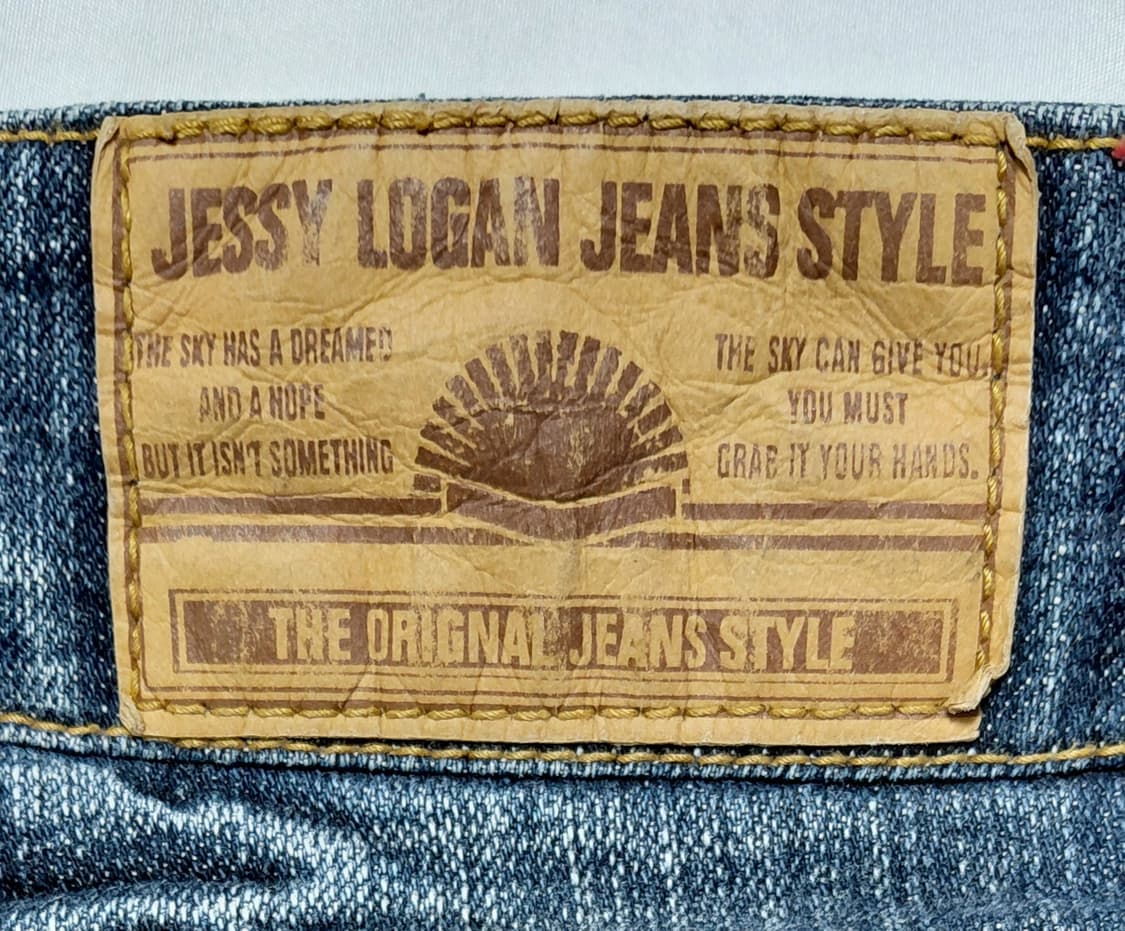 JESSY LOGAN JEANS STYLE
THE SKY HAS A DREAMED
AND A HOPE
BUT IT ISN'T SOMETHING
THE SKY CAN GIVE YOU.
YOU MUST
GRAB IT YOUR HANDS.
THE ORIGNAL JEANS STYLE